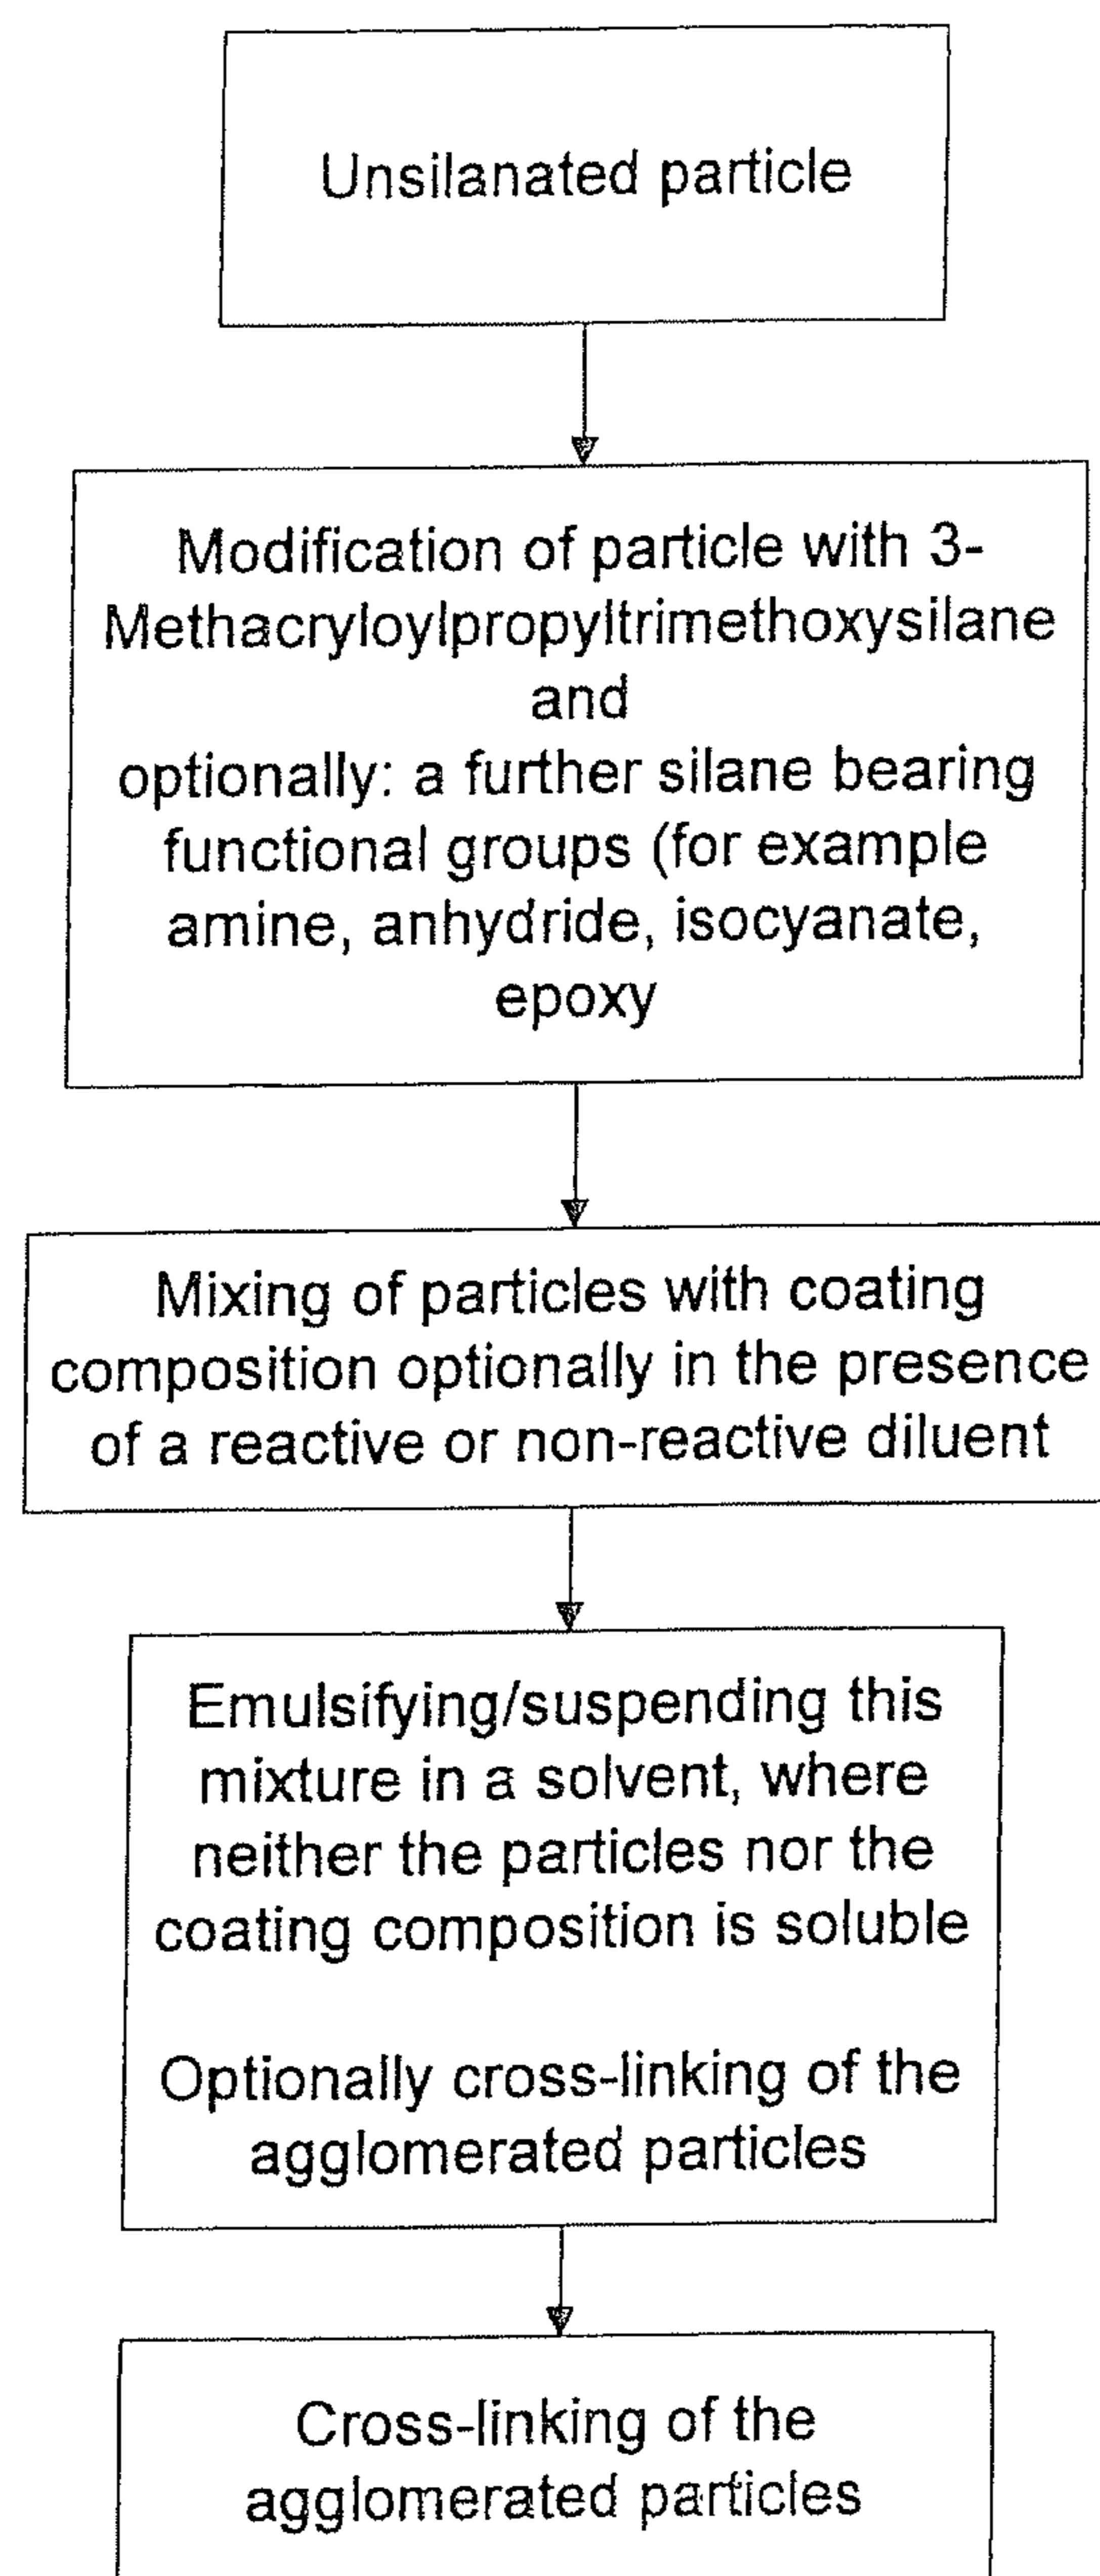 Unsilanated particle
Modification of particle with 3-
Methacryloylpropyltrimethoxysilane
and
optionally: a further silane bearing
functional groups (for example
amine, anhydride, isocyanate,
epoxy
Mixing of particles with coating
composition optionally in the presence
of a reactive or non-reactive diluent
Emulsifying/suspending this
mixture in a solvent, where
neither the particles nor the
coating composition is soluble
Optionally cross-linking of the
agglomerated particles
Cross-linking of the
agglomerated particles